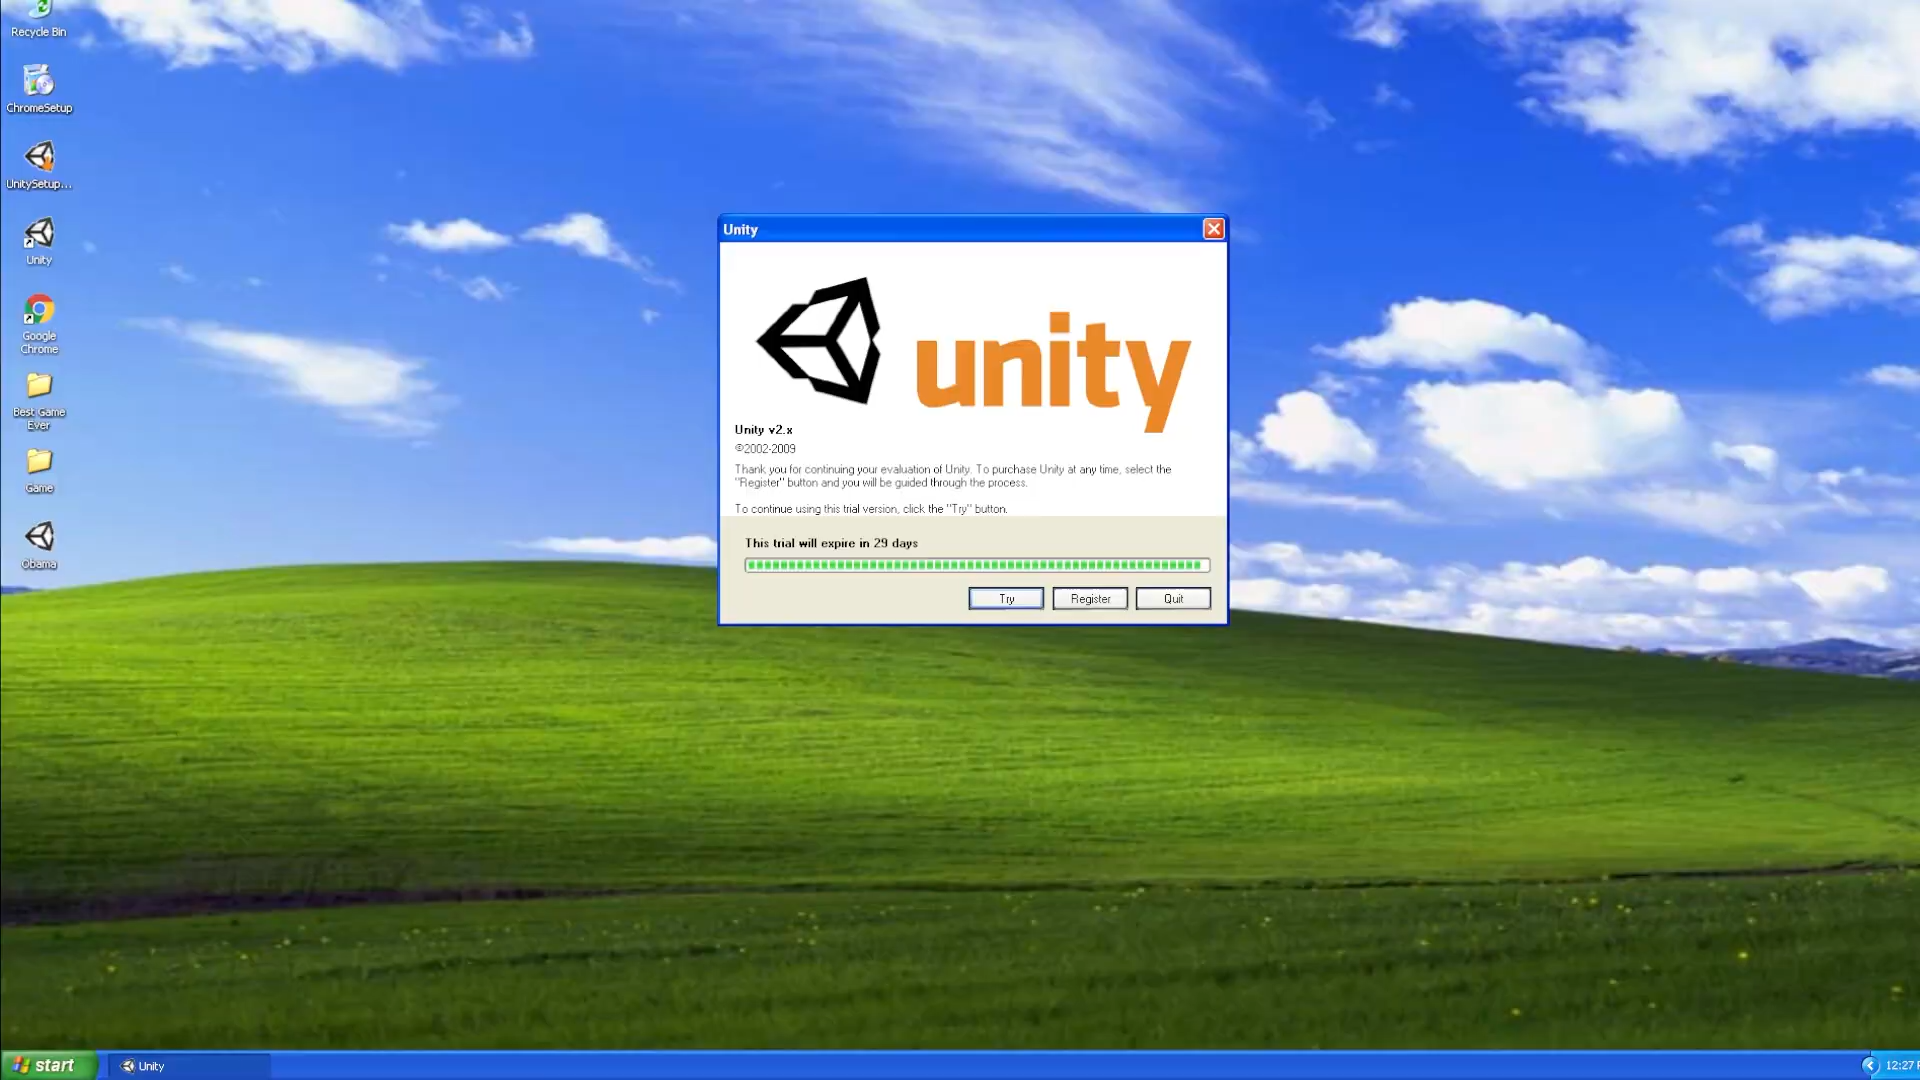 Recycle Bin
ChromeSetup
UnitySetup...
Unity
Google
Chrome
Best Game
Ever
Game
Obama
Unity
unity
Unity v2.x
©2002-2009
Thank you for continuing your evaluation of Unity. To purchase Unity at any time, select the
"Register" button and you will be guided through the process.
To continue using this trial version, click the "Try" button.
This trial will expire in 29 days
Try
Register
Quit
start
Unity
12:27 P